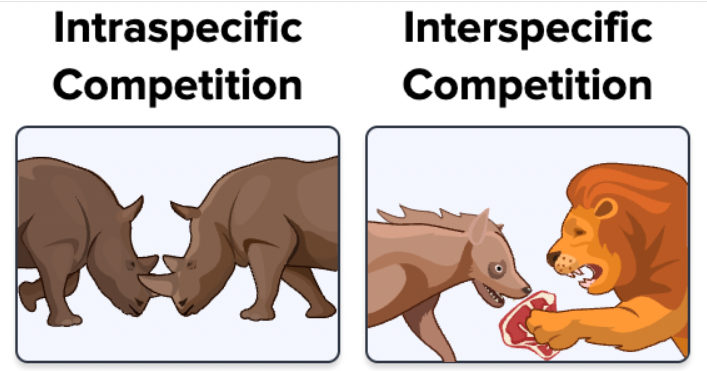 Intraspecific
Competition
Interspecific
Competition